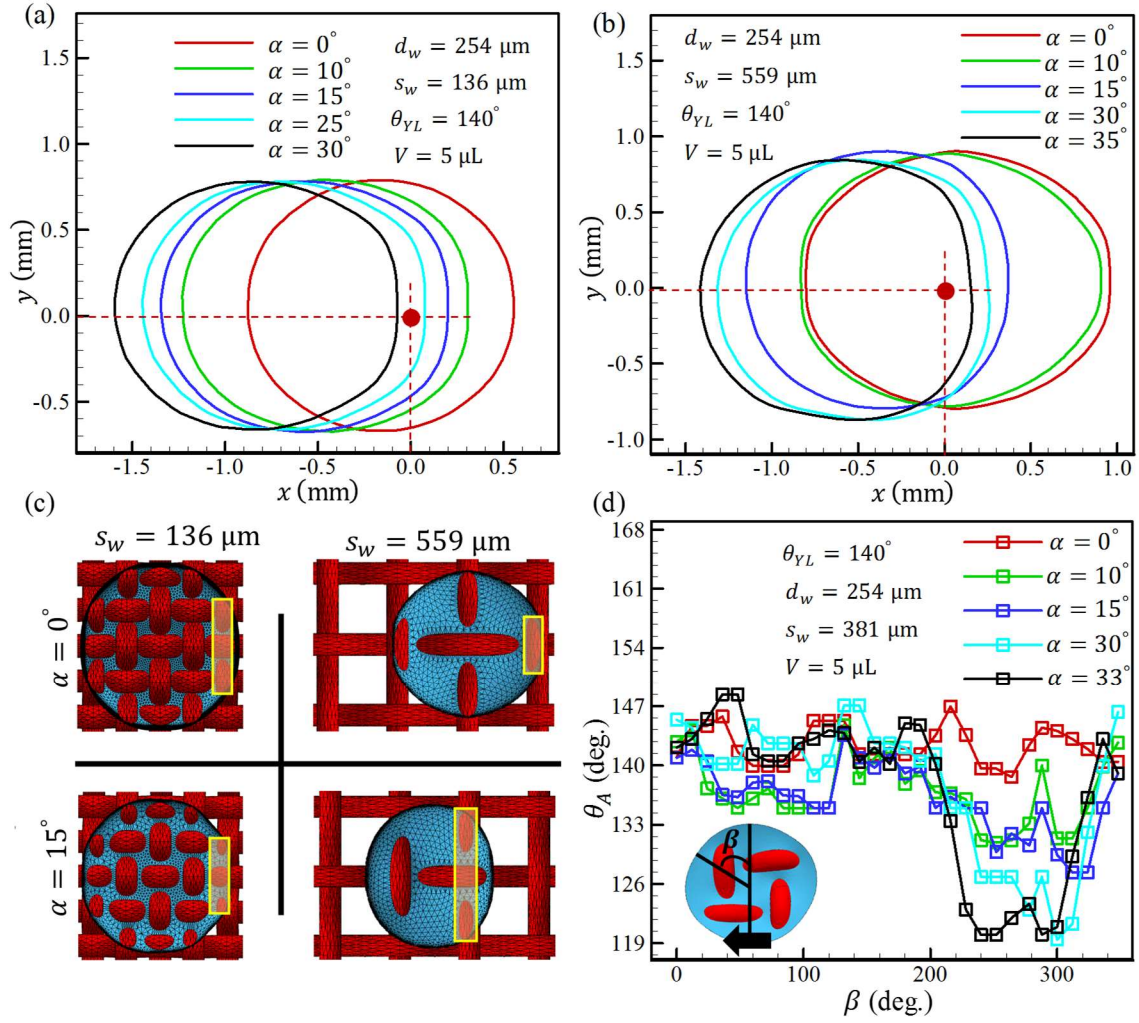 (a)
α = 0°
α = 10°
α = 15°
α = 25°
α = 30°
d_w = 254 μm
s_w = 136 μm
θ_YL = 140°
V = 5 μL
y (mm)
1.5
1.0
0.5
0.0
-0.5
-1.5
-1.0
-0.5
0.0
0.5
x (mm)
(b)
d_w = 254 μm
s_w = 559 μm
θ_YL = 140°
V = 5 μL
α = 0°
α = 10°
α = 15°
α = 30°
α = 35°
y (mm)
1.5
1.0
0.5
0.0
-0.5
-1.0
-1.5
-1.0
-0.5
0.0
0.5
1.0
x (mm)
(c)
s_w = 136 μm
s_w = 559 μm
α = 0°
α = 15°
(d)
θ_YL = 140°
d_w = 254 μm
s_w = 381 μm
V = 5 μL
α = 0°
α = 10°
α = 15°
α = 30°
α = 33°
θ_A (deg.)
168
161
154
147
140
133
126
119
β
0
100
200
300
β (deg.)